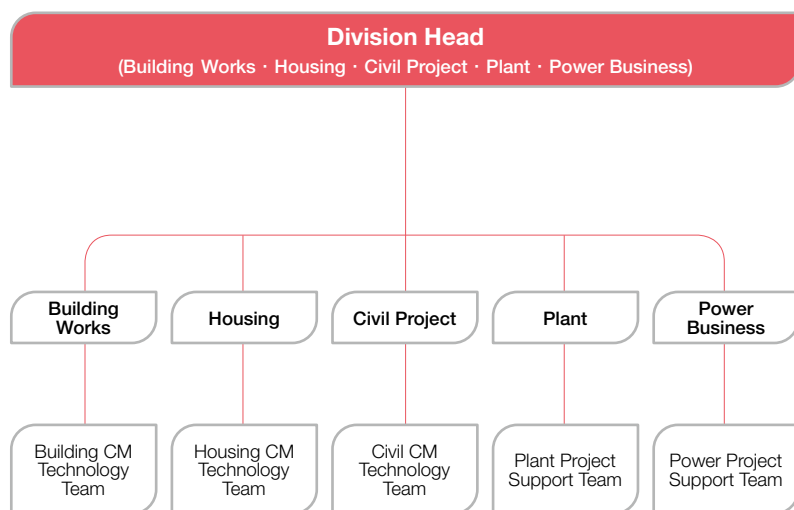 Division Head
(Building Works · Housing · Civil Project · Plant · Power Business)
Building
Works
Housing
Civil Project
Plant
Power
Business
Building CM
Technology
Team
Housing CM
Technology
Team
Civil CM
Technology
Team
Plant Project
Support Team
Power Project
Support Team